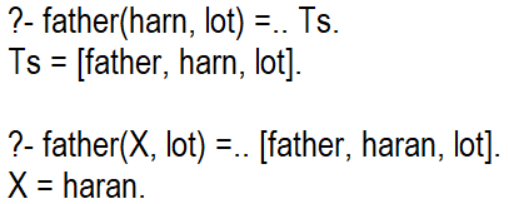 ?- father(harn, lot) =.. Ts.
Ts = [father, harn, lot].
?- father(X, lot) =.. [father, haran, lot].
X = haran.